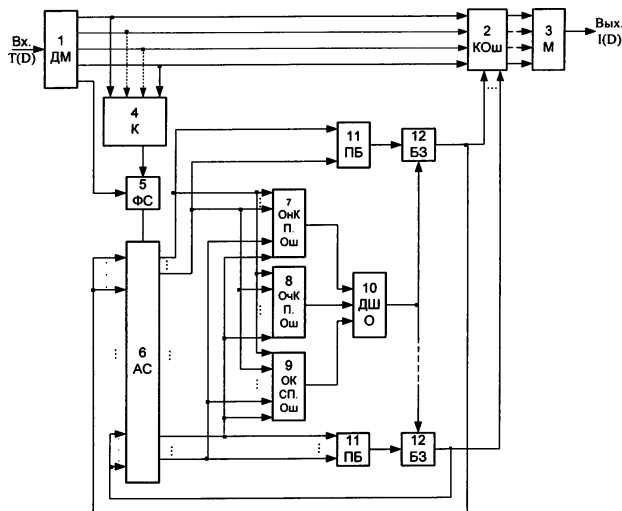 Вх.
T(D)
1
ДМ
2
КОш
3
М
Вых.
I(D)
4
К
5
ФС
11
ПБ
12
БЗ
7
ОнК
П.
Ош
8
ОчК
П.
Ош
10
ДШ
О
6
АС
9
ОК
СП.
Ош
11
ПБ
12
БЗ